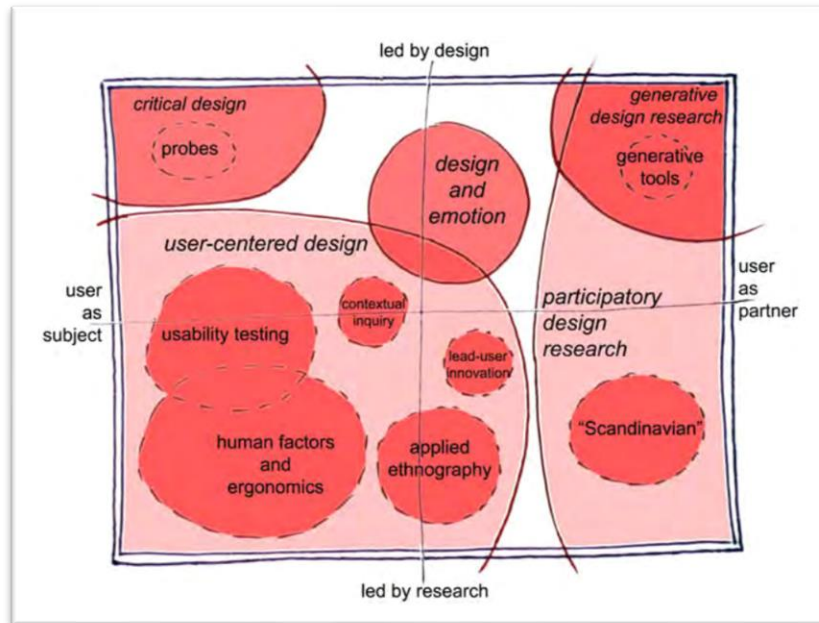 led by design
critical design
probes
generative
design research
generative
tools
design
and
emotion
user-centered design
user
as
subject
usability testing
contextual
inquiry
lead-user
innovation
participatory
design
research
user
as
partner
human factors
and
ergonomics
applied
ethnography
“Scandinavian”
led by research